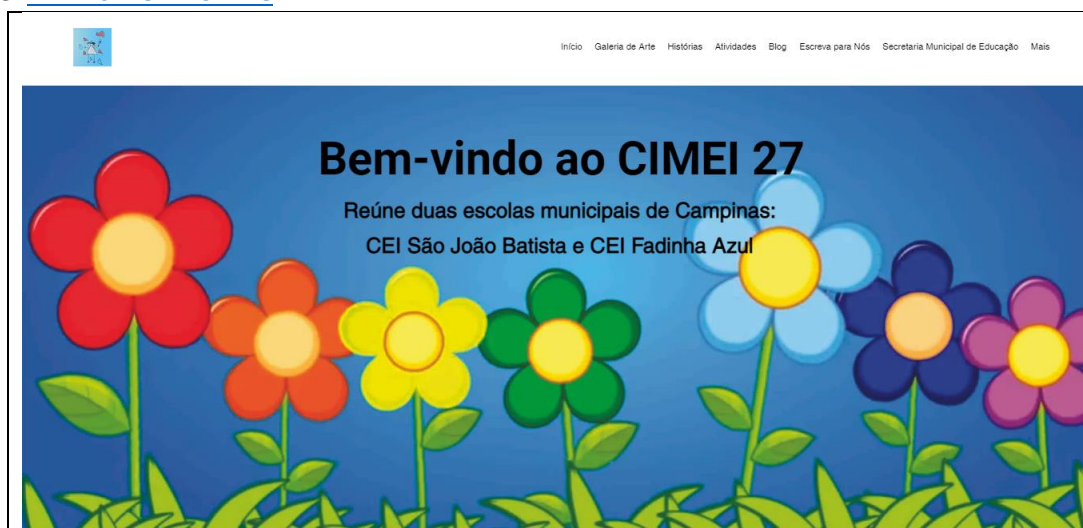 Início Galeria de Arte Histórias Atividades Blog Escreva para Nós Secretaria Municipal de Educação Mais
Bem-vindo ao CIMEI 27
Reúne duas escolas municipais de Campinas:
CEI São João Batista e CEI Fadinha Azul